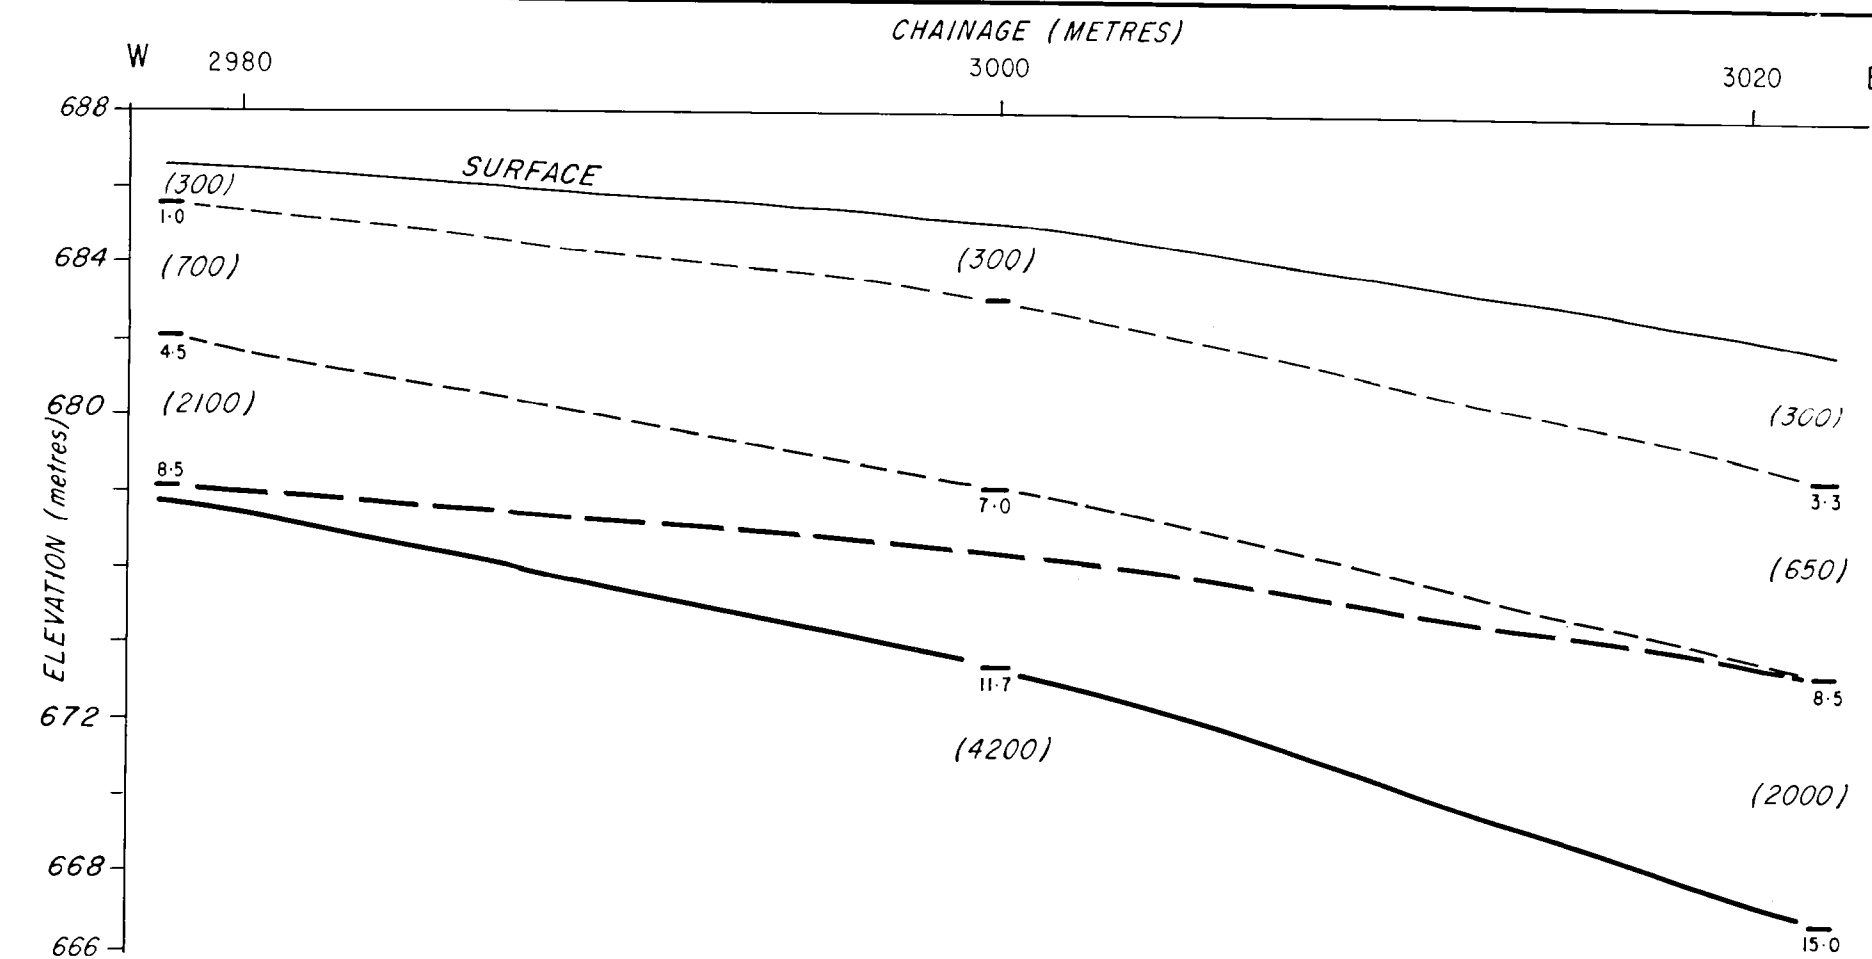 CHAINAGE (METRES)
W 2980 3000 3020
688
SURFACE
(300)
1·0
684 (700) (300)
4·5
680 (2100) (300)
8·5
7·0 3·3
(650)
ELEVATION (metres)
11·7 8·5
672
(4200)
(2000)
668
666 15·0